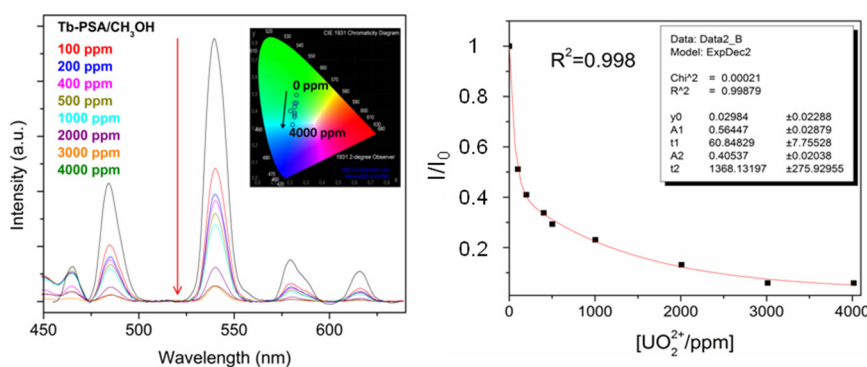 Tb-PSA/CH₃OH
100 ppm
200 ppm
400 ppm
500 ppm
1000 ppm
2000 ppm
3000 ppm
4000 ppm
CIE 1931 Chromaticity Diagram
0 ppm
4000 ppm
1931 2-degree Observer
Intensity (a.u.)
450 500 550 600
Wavelength (nm)
R²=0.998
Data: Data2_B
Model: ExpDec2
Chi^2 = 0.00021
R^2 = 0.99879
y0 0.02984 ±0.02288
A1 0.56447 ±0.02879
t1 60.84829 ±7.75528
A2 0.40537 ±0.02038
t2 1368.13197 ±275.92955
I/I₀
1
0.8
0.6
0.4
0.2
0 1000 2000 3000 4000
[UO₂²⁺/ppm]